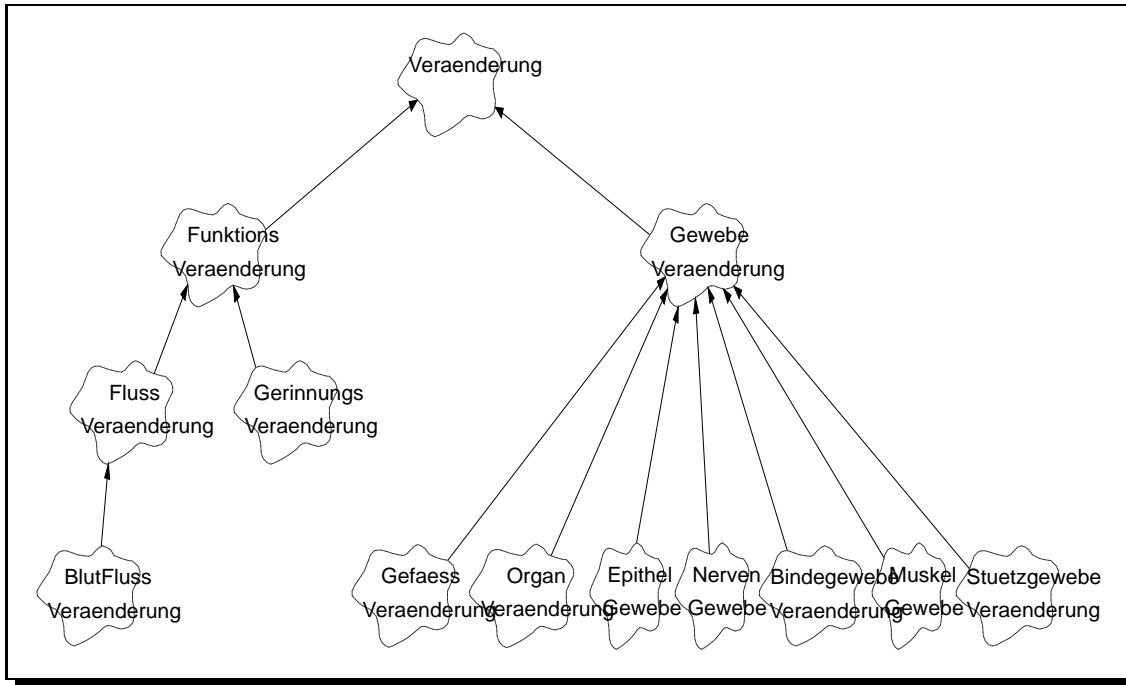 Veraenderung
Funktions
Veraenderung
Gewebe
Veraenderung
Fluss
Veraenderung
Gerinnungs
Veraenderung
BlutFluss
Veraenderung
Gefaess
Veraenderung
Organ
Veraenderung
Epithel
Gewebe
Nerven
Gewebe
Bindegewebe
Veraenderung
Muskel
Gewebe
Stuetzgewebe
Veraenderung